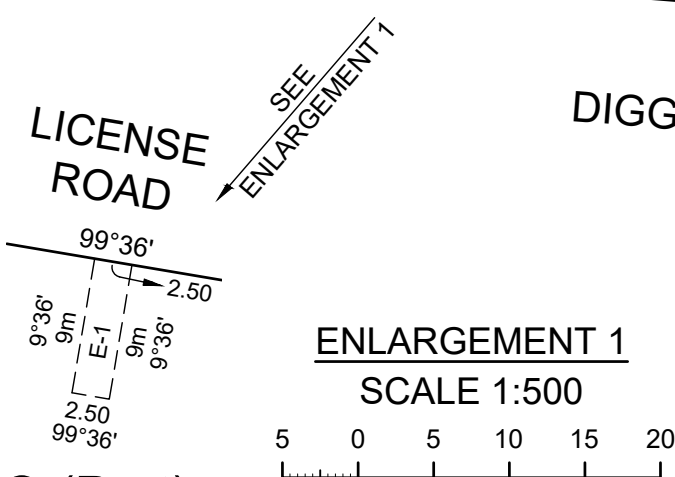 SEE
ENLARGEMENT 1
DIGG
LICENSE
ROAD
99°36'
2.50
9°36'
9m
E-1
9m
9°36'
2.50
99°36'
ENLARGEMENT 1
SCALE 1:500
5 0 5 10 15 20